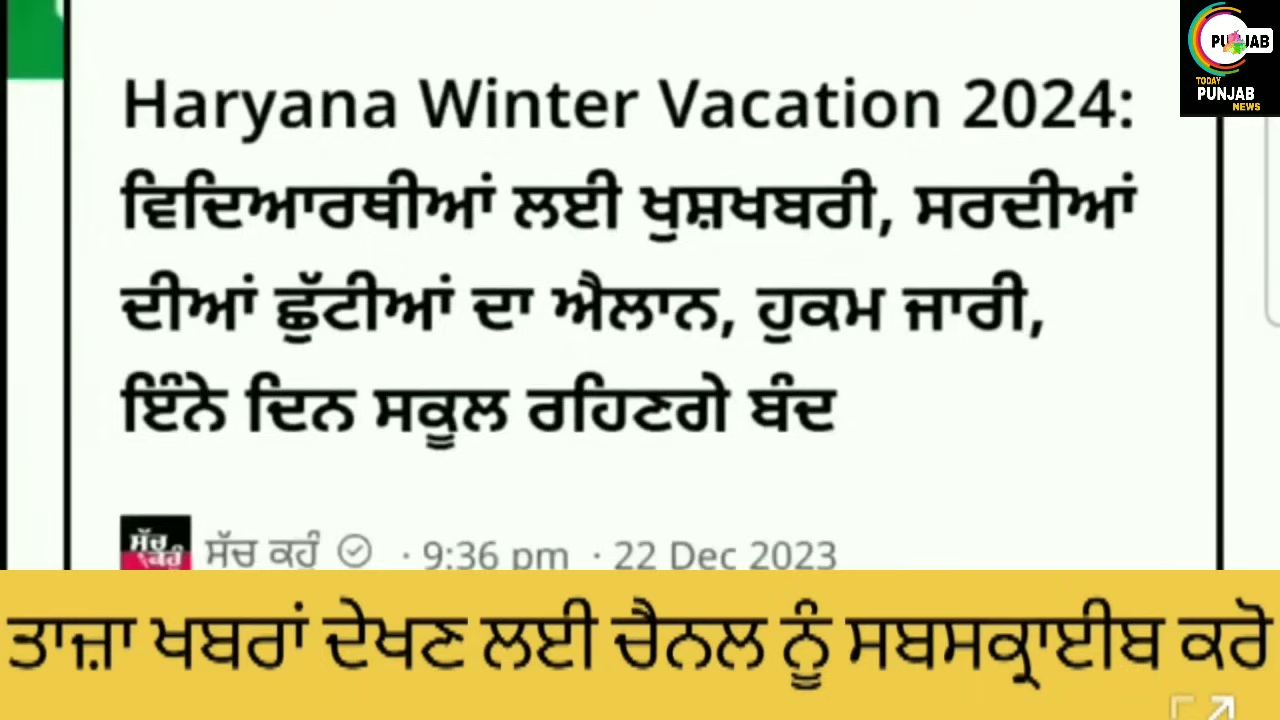 PUNJAB
TODAY
PUNJAB
NEWS
Haryana Winter Vacation 2024:
ਵਿਦਿਆਰਥੀਆਂ ਲਈ ਖੁਸ਼ਖਬਰੀ, ਸਰਦੀਆਂ
ਦੀਆਂ ਛੁੱਟੀਆਂ ਦਾ ਐਲਾਨ, ਹੁਕਮ ਜਾਰੀ,
ਇੰਨੇ ਦਿਨ ਸਕੂਲ ਰਹਿਣਗੇ ਬੰਦ
ਸੱਚ
ਕਹੂੰ
ਸੱਚ ਕਹੂੰ · 9:36 pm · 22 Dec 2023
ਤਾਜ਼ਾ ਖਬਰਾਂ ਦੇਖਣ ਲਈ ਚੈਨਲ ਨੂੰ ਸਬਸਕ੍ਰਾਈਬ ਕਰੋ